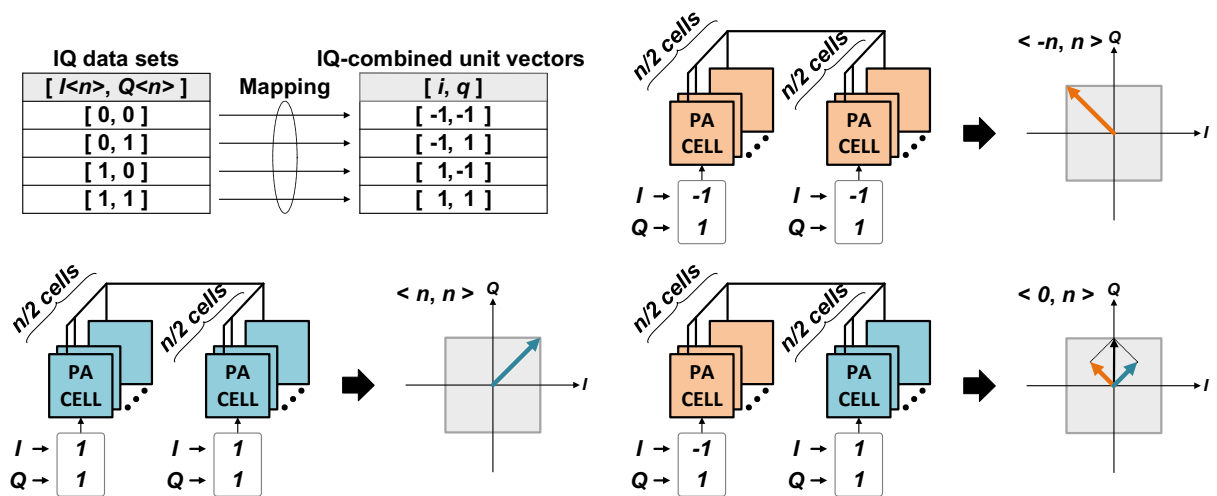 IQ data sets
[ I<n>, Q<n> ]
[ 0, 0 ]
[ 0, 1 ]
[ 1, 0 ]
[ 1, 1 ]
Mapping
IQ-combined unit vectors
[ i, q ]
[ -1,-1 ]
[ -1, 1 ]
[ 1,-1 ]
[ 1, 1 ]
n/2 cells
n/2 cells
PA
CELL
PA
CELL
I
-1
I
-1
Q
1
Q
1
< -n, n >
Q
I
n/2 cells
n/2 cells
PA
CELL
PA
CELL
I
1
I
1
Q
1
Q
1
< n, n >
Q
I
n/2 cells
n/2 cells
PA
CELL
PA
CELL
I
-1
I
1
Q
1
Q
1
< 0, n >
Q
I